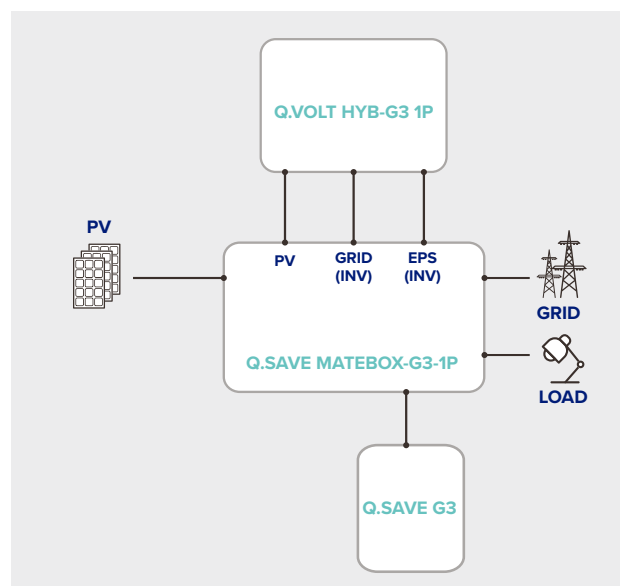 Q.VOLT HYB-G3 1P
PV
PV
GRID
(INV)
EPS
(INV)
GRID
Q.SAVE MATEBOX-G3-1P
LOAD
Q.SAVE G3